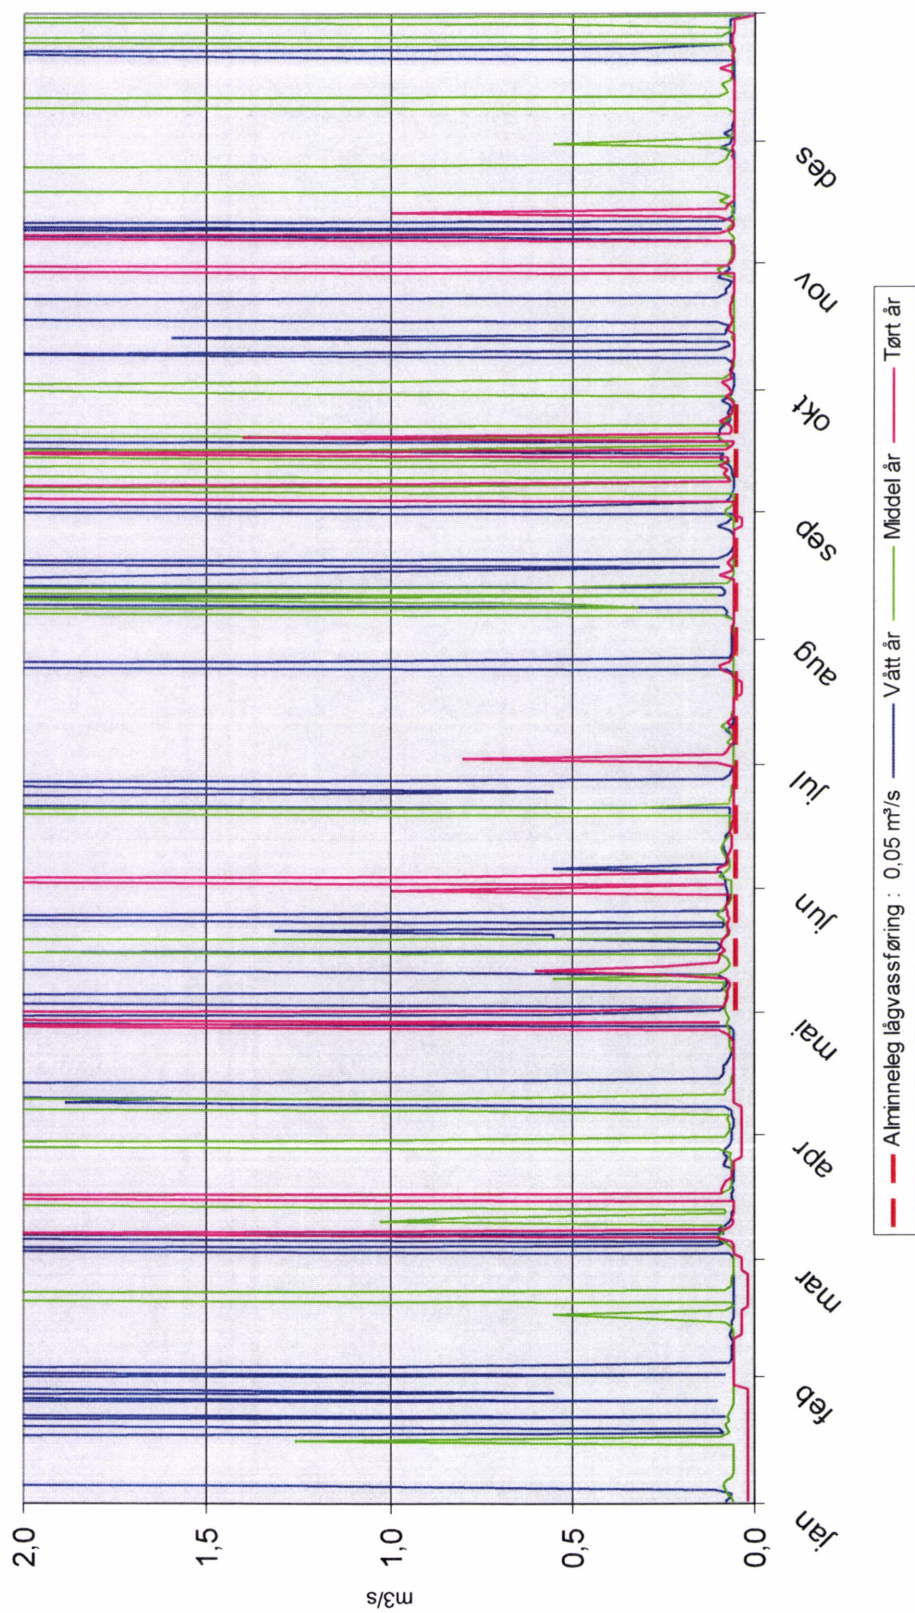 2,0
1,5
1,0
0,5
0,0
m3/s
jan
feb
mar
apr
mai
jun
jul
aug
sep
okt
nov
des
Alminneleg lågvassføring : 0,05 m³/s Vått år Middel år Tørt år